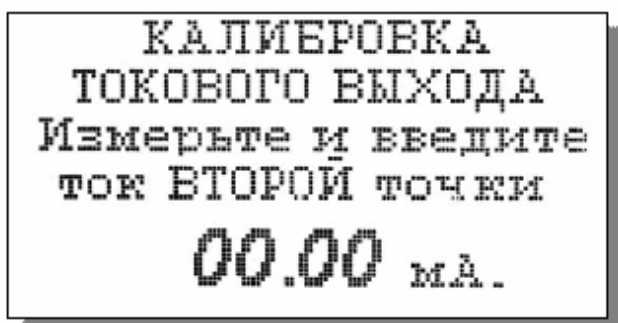 КАЛИБРОВКА
ТОКОВОГО ВЫХОДА
Измерьте и введите
ток ВТОРОЙ точки
00.00 мА.